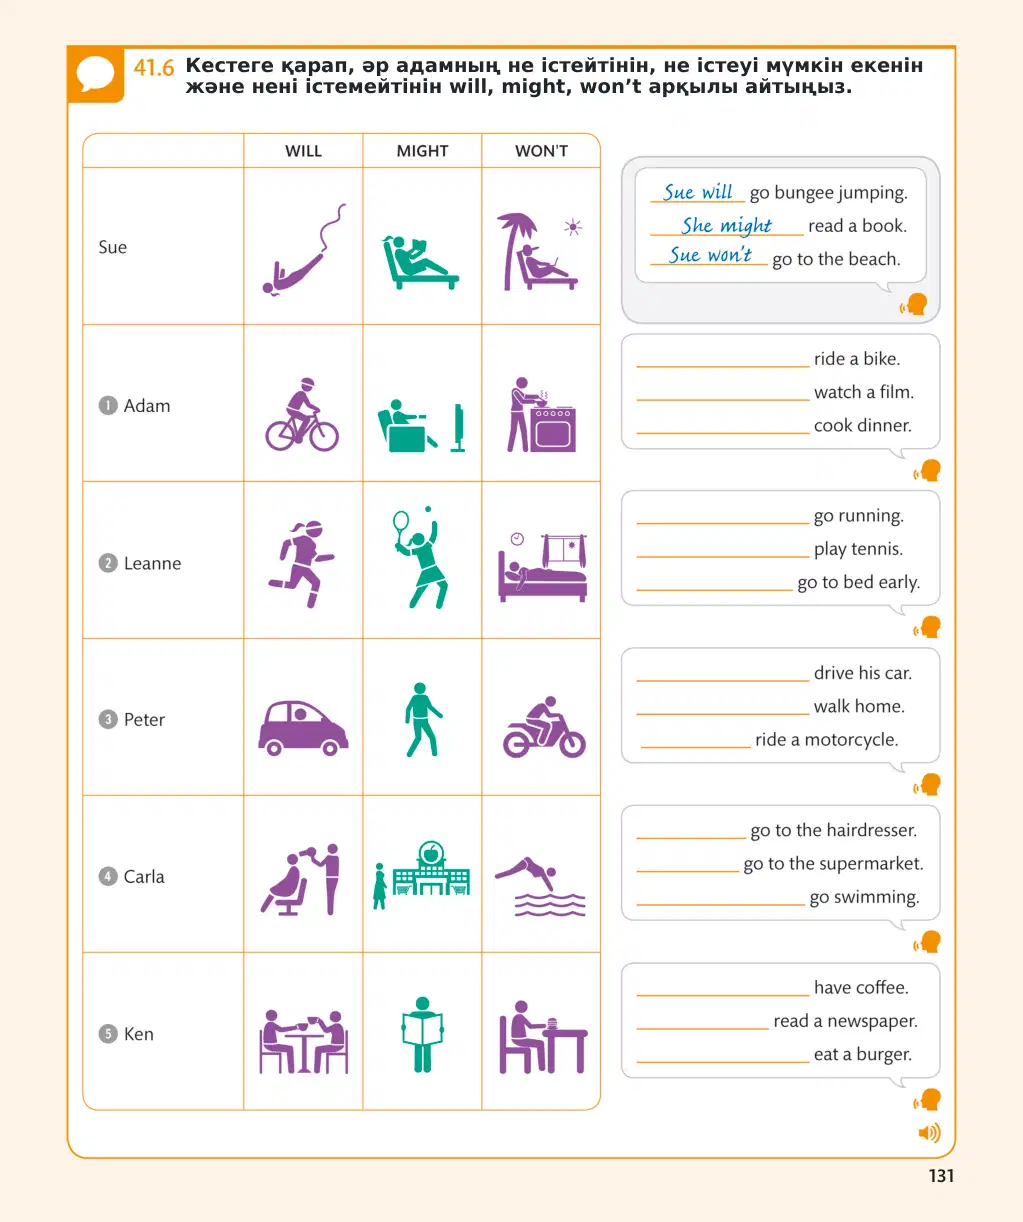 41.6 Кестеге қарап, әр адамның не істейтінін, не істеуі мүмкін екенін
және нені істемейтінін will, might, won’t арқылы айтыңыз.
WILL MIGHT WON'T
Sue
Sue will go bungee jumping.
She might read a book.
Sue won't go to the beach.
1 Adam
ride a bike.
watch a film.
cook dinner.
2 Leanne
go running.
play tennis.
go to bed early.
3 Peter
drive his car.
walk home.
ride a motorcycle.
4 Carla
go to the hairdresser.
go to the supermarket.
go swimming.
5 Ken
have coffee.
read a newspaper.
eat a burger.
131